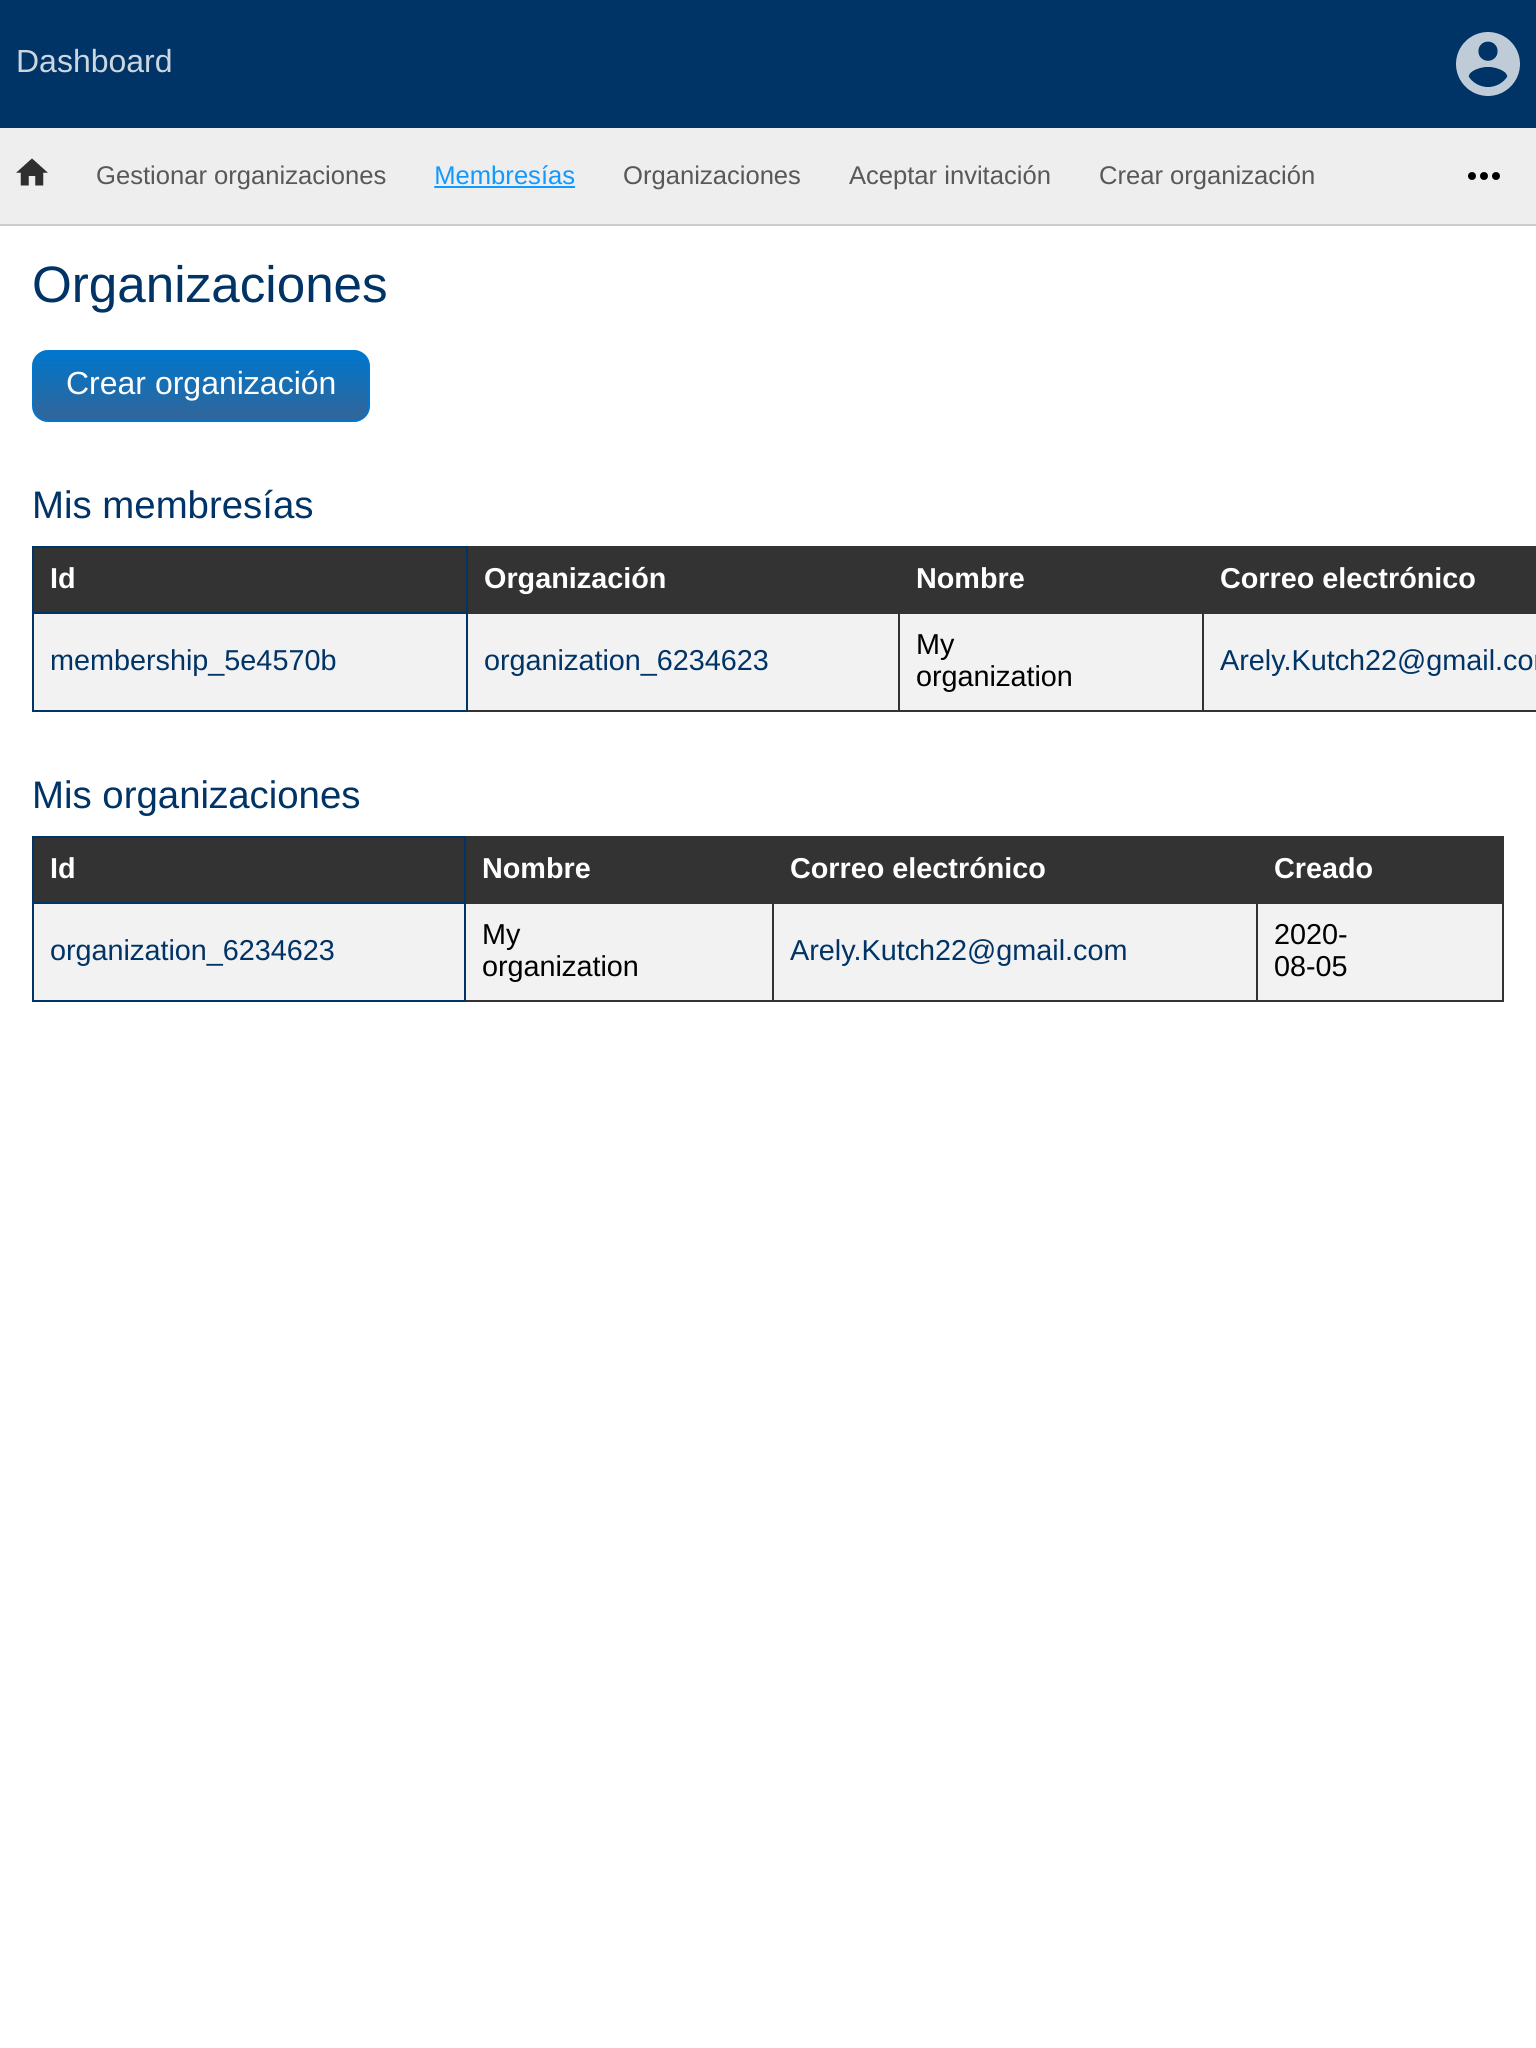 Dashboard
Gestionar organizaciones Membresías Organizaciones Aceptar invitación Crear organización
Organizaciones
Crear organización
Mis membresías
Id Organización Nombre Correo electrónico
membership_5e4570b organization_6234623 My organization Arely.Kutch22@gmail.co
Mis organizaciones
Id Nombre Correo electrónico Creado
organization_6234623 My organization Arely.Kutch22@gmail.com 2020-08-05